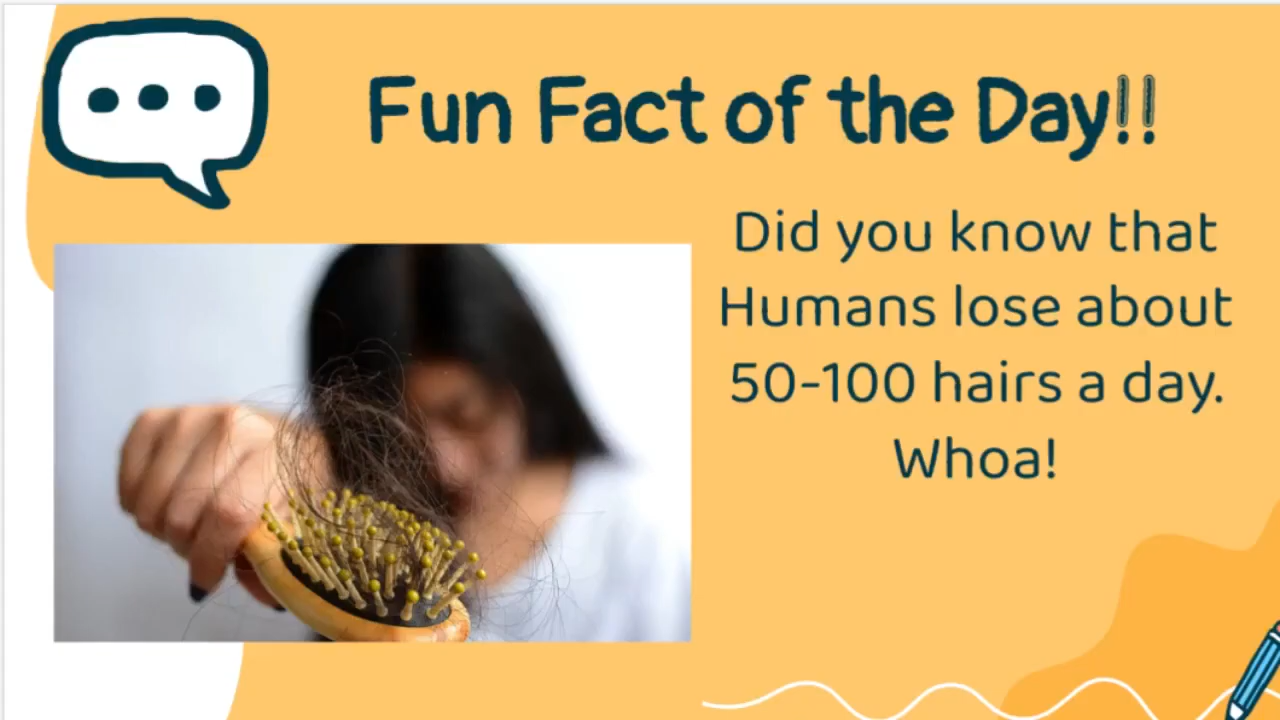 Fun Fact of the Day!!
Did you know that
Humans lose about
50-100 hairs a day.
Whoa!